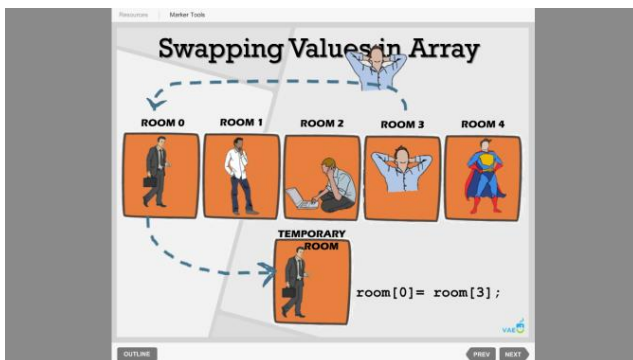 Resources Marker Tools
Swapping Values in Array
ROOM 0 ROOM 1 ROOM 2 ROOM 3 ROOM 4
TEMPORARY
ROOM
room[0]= room[3];
VAE
OUTLINE PREV NEXT